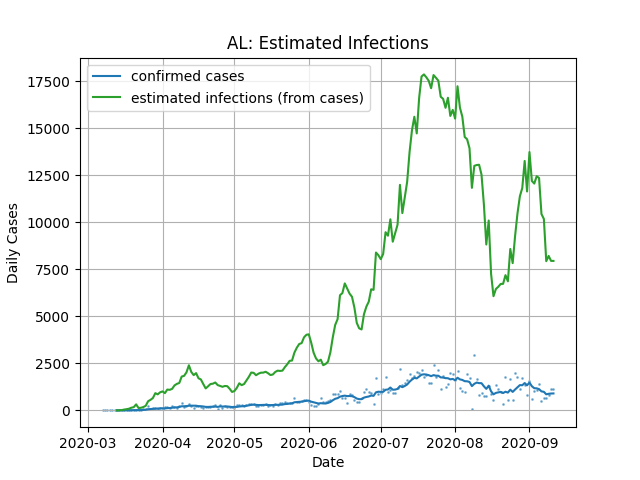 AL: Estimated Infections
confirmed cases
estimated infections (from cases)
17500
15000
12500
10000
7500
5000
2500
0
Daily Cases
2020-03 2020-04 2020-05 2020-06 2020-07 2020-08 2020-09
Date